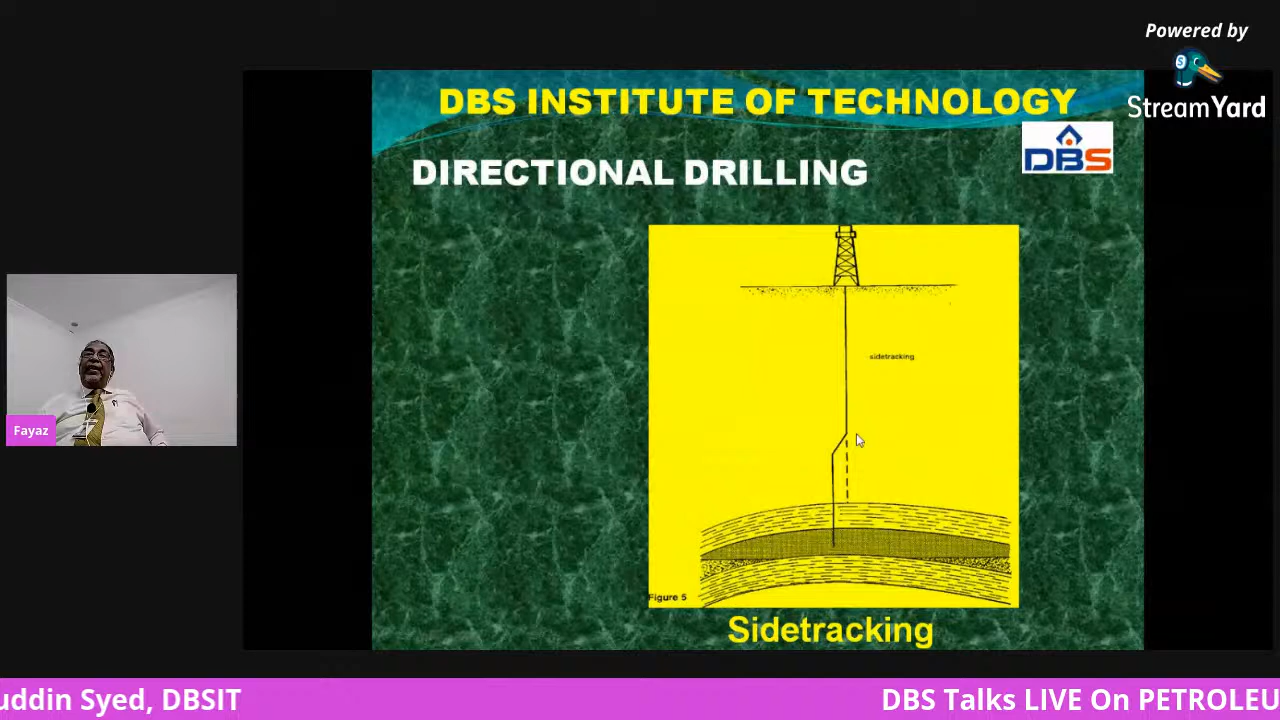 Powered by
StreamYard
DBS INSTITUTE OF TECHNOLOGY
DBS
DIRECTIONAL DRILLING
sidetracking
Fayaz
Figure 5
Sidetracking
uddin Syed, DBSIT
DBS Talks LIVE On PETROLEU